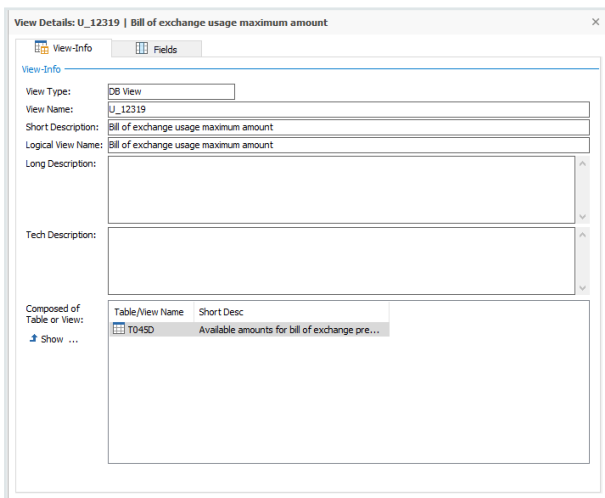 View Details: U_12319 | Bill of exchange usage maximum amount
View-Info
Fields
View-Info
View Type: DB View
View Name: U_12319
Short Description: Bill of exchange usage maximum amount
Logical View Name: Bill of exchange usage maximum amount
Long Description:
Tech Description:
Composed of
Table or View:
Show ...
Table/View Name Short Desc
T045D Available amounts for bill of exchange pre...